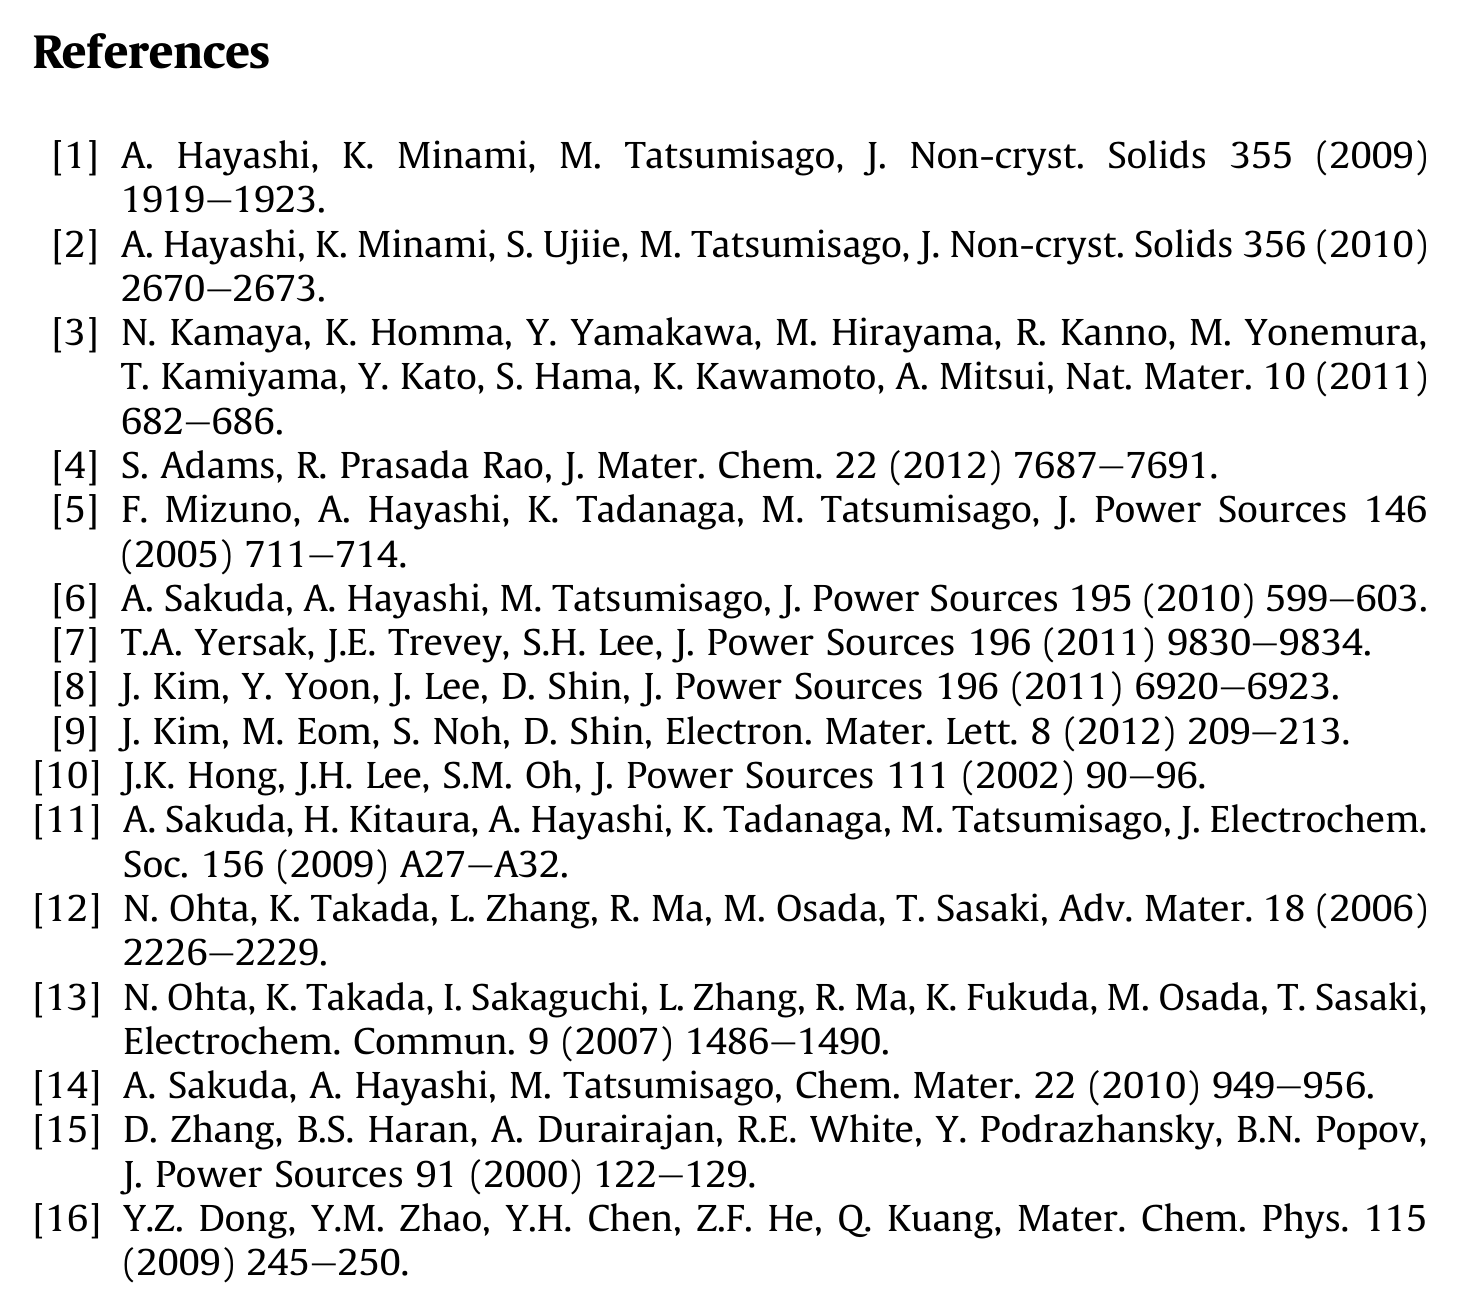 References
[1] A. Hayashi, K. Minami, M. Tatsumisago, J. Non-cryst. Solids 355 (2009)
1919–1923.
[2] A. Hayashi, K. Minami, S. Ujiie, M. Tatsumisago, J. Non-cryst. Solids 356 (2010)
2670–2673.
[3] N. Kamaya, K. Homma, Y. Yamakawa, M. Hirayama, R. Kanno, M. Yonemura,
T. Kamiyama, Y. Kato, S. Hama, K. Kawamoto, A. Mitsui, Nat. Mater. 10 (2011)
682–686.
[4] S. Adams, R. Prasada Rao, J. Mater. Chem. 22 (2012) 7687–7691.
[5] F. Mizuno, A. Hayashi, K. Tadanaga, M. Tatsumisago, J. Power Sources 146
(2005) 711–714.
[6] A. Sakuda, A. Hayashi, M. Tatsumisago, J. Power Sources 195 (2010) 599–603.
[7] T.A. Yersak, J.E. Trevey, S.H. Lee, J. Power Sources 196 (2011) 9830–9834.
[8] J. Kim, Y. Yoon, J. Lee, D. Shin, J. Power Sources 196 (2011) 6920–6923.
[9] J. Kim, M. Eom, S. Noh, D. Shin, Electron. Mater. Lett. 8 (2012) 209–213.
[10] J.K. Hong, J.H. Lee, S.M. Oh, J. Power Sources 111 (2002) 90–96.
[11] A. Sakuda, H. Kitaura, A. Hayashi, K. Tadanaga, M. Tatsumisago, J. Electrochem.
Soc. 156 (2009) A27–A32.
[12] N. Ohta, K. Takada, L. Zhang, R. Ma, M. Osada, T. Sasaki, Adv. Mater. 18 (2006)
2226–2229.
[13] N. Ohta, K. Takada, I. Sakaguchi, L. Zhang, R. Ma, K. Fukuda, M. Osada, T. Sasaki,
Electrochem. Commun. 9 (2007) 1486–1490.
[14] A. Sakuda, A. Hayashi, M. Tatsumisago, Chem. Mater. 22 (2010) 949–956.
[15] D. Zhang, B.S. Haran, A. Durairajan, R.E. White, Y. Podrazhansky, B.N. Popov,
J. Power Sources 91 (2000) 122–129.
[16] Y.Z. Dong, Y.M. Zhao, Y.H. Chen, Z.F. He, Q. Kuang, Mater. Chem. Phys. 115
(2009) 245–250.